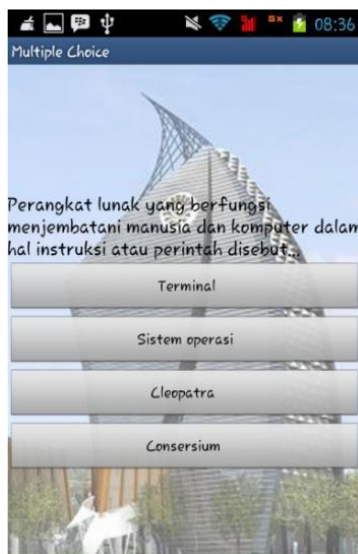 08:36
Multiple Choice
Perangkat lunak yang berfungsi
menjembatani manusia dan komputer dalam
hal instruksi atau perintah disebut...
Terminal
Sistem operasi
Cleopatra
Consersium